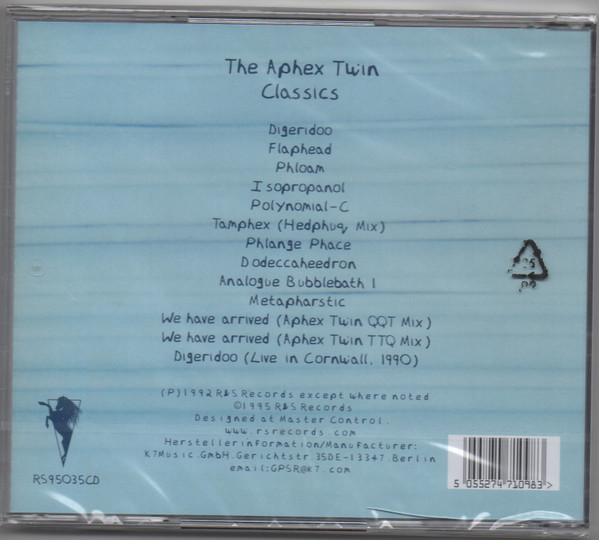 The Aphex Twin
Classics
Digeridoo
Flaphead
Phloam
Isopropanol
Polynomial-C
Tamphex (Hedphuq Mix)
Phlange Phace
Dodeccaheedron
Analogue Bubblebath 1
Metapharstic
We have arrived (Aphex Twin QQT Mix)
We have arrived (Aphex Twin TTQ Mix)
Digeridoo (Live in Cornwall, 1990)
(P)1992 R&S Records except where noted
©1995 R&S Records
Designed at Master Control.
www.rsrecords.com
Herstellerinformation/Manufacturer:
K7Music.GmbH.Gerichtstr.35DE-13347.Berlin
email:GPSR@k7.com
RS95035CD
5 055274 710983 >